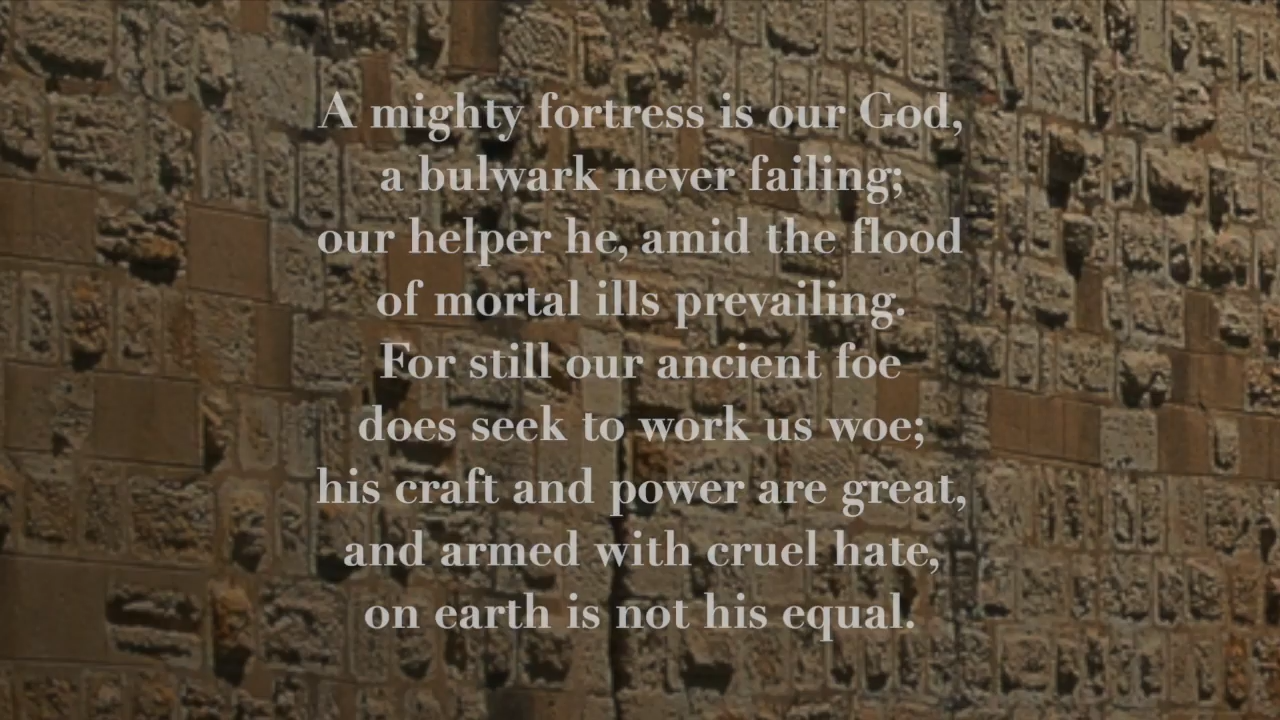 A mighty fortress is our God,
a bulwark never failing;
our helper he, amid the flood
of mortal ills prevailing.
For still our ancient foe
does seek to work us woe;
his craft and power are great,
and armed with cruel hate,
on earth is not his equal.